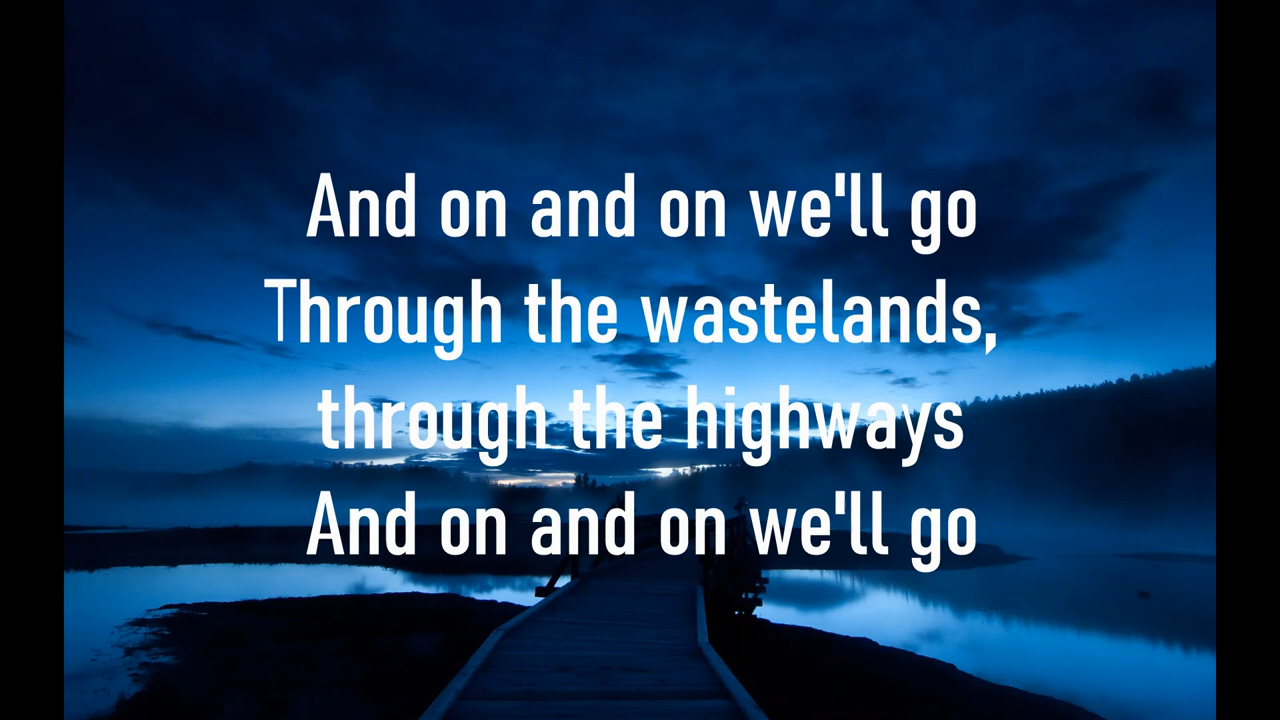 And on and on we'll go
Through the wastelands,
through the highways
And on and on we'll go